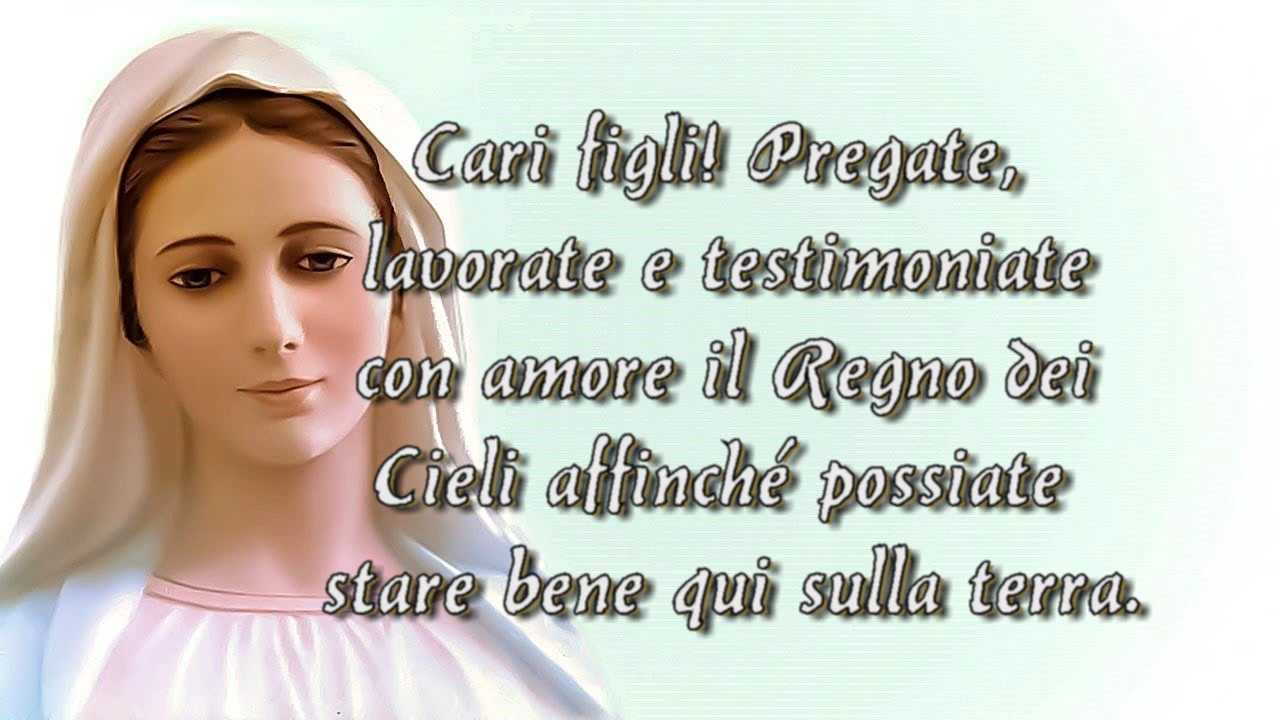 Cari figli! Pregate,
lavorate e testimoniate
con amore il Regno dei
Cieli affinché possiate
stare bene qui sulla terra.